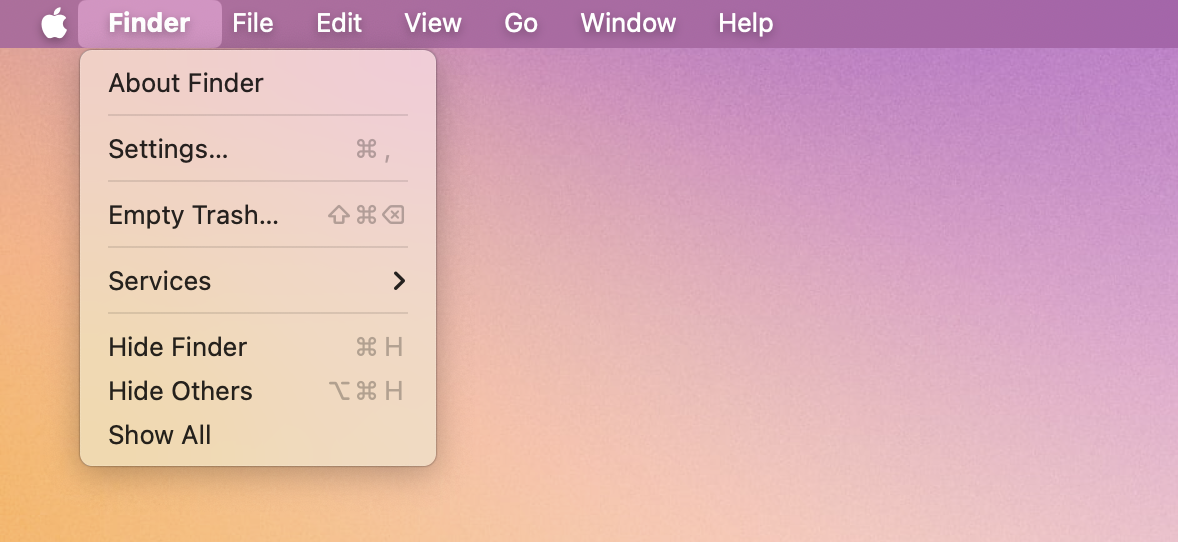 Finder File Edit View Go Window Help
About Finder
Settings... ⌘ ,
Empty Trash... ⇧⌘⌫
Services
Hide Finder ⌘ H
Hide Others ⌥⌘ H
Show All